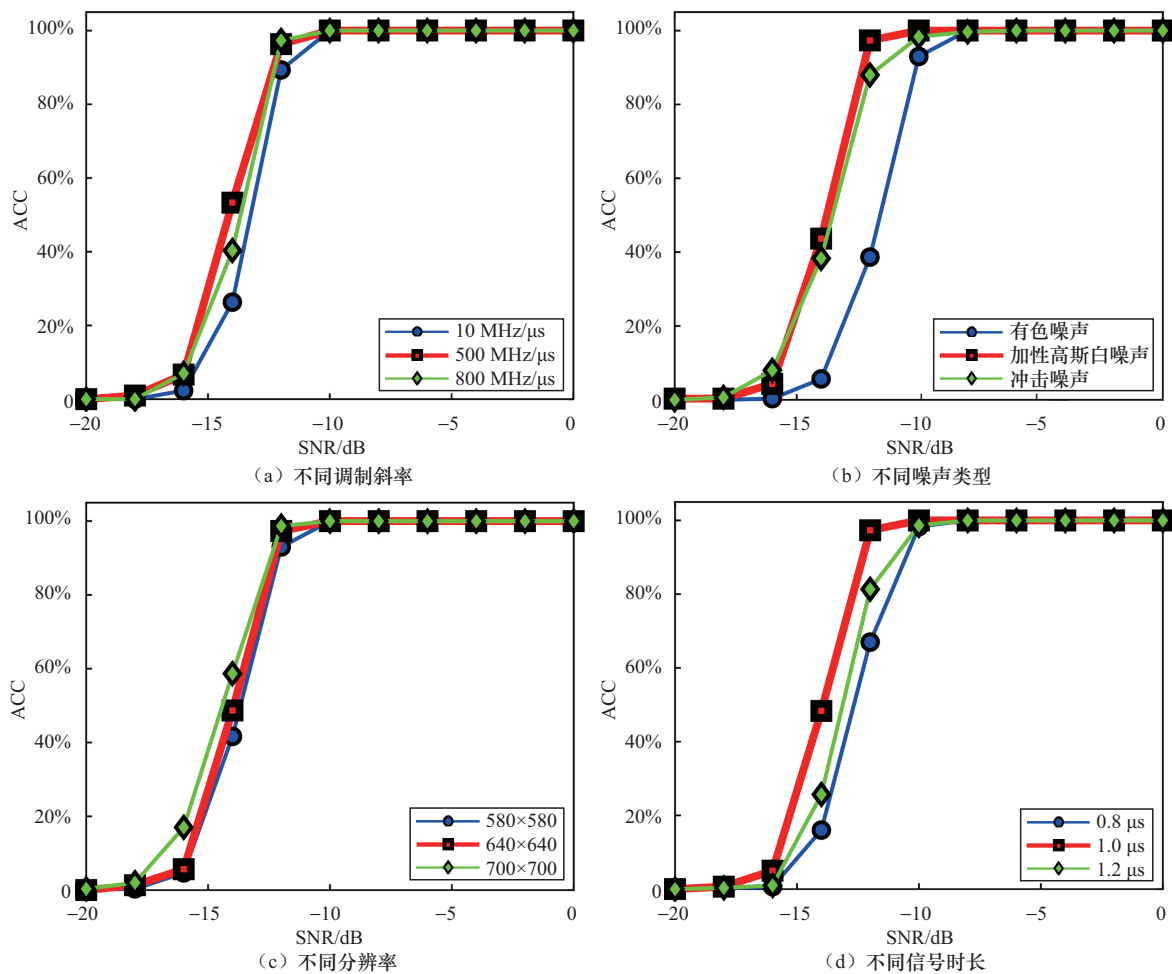 100%
80%
60%
40%
20%
0
ACC
−20
−15
−10
−5
0
SNR/dB
10 MHz/μs
500 MHz/μs
800 MHz/μs
（a）不同调制斜率
100%
80%
60%
40%
20%
0
ACC
−20
−15
−10
−5
0
SNR/dB
有色噪声
加性高斯白噪声
冲击噪声
（b）不同噪声类型
100%
80%
60%
40%
20%
0
ACC
−20
−15
−10
−5
0
SNR/dB
580×580
640×640
700×700
（c）不同分辨率
100%
80%
60%
40%
20%
0
ACC
−20
−15
−10
−5
0
SNR/dB
0.8 μs
1.0 μs
1.2 μs
（d）不同信号时长